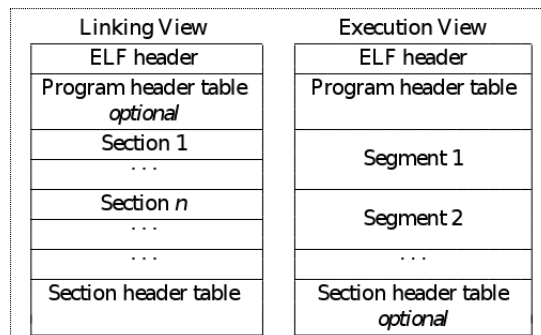 Linking View
ELF header
Program header table
optional
Section 1
. . .
Section n
. . .
. . .
Section header table
Execution View
ELF header
Program header table
Segment 1
Segment 2
. . .
Section header table
optional